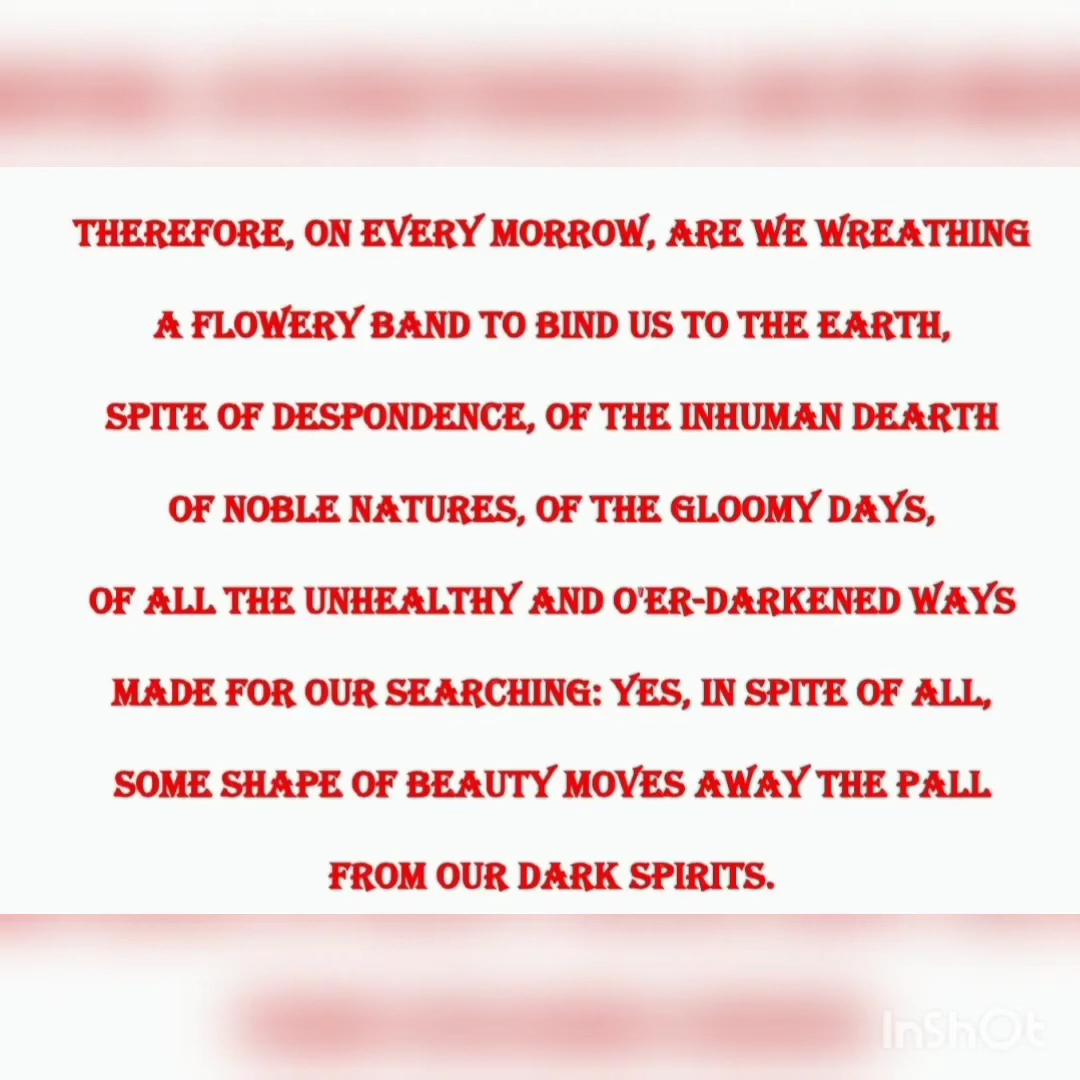 THEREFORE, ON EVERY MORROW, ARE WE WREATHING
A FLOWERY BAND TO BIND US TO THE EARTH,
SPITE OF DESPONDENCE, OF THE INHUMAN DEARTH
OF NOBLE NATURES, OF THE GLOOMY DAYS,
OF ALL THE UNHEALTHY AND O'ER-DARKENED WAYS
MADE FOR OUR SEARCHING: YES, IN SPITE OF ALL,
SOME SHAPE OF BEAUTY MOVES AWAY THE PALL
FROM OUR DARK SPIRITS.
InShOt